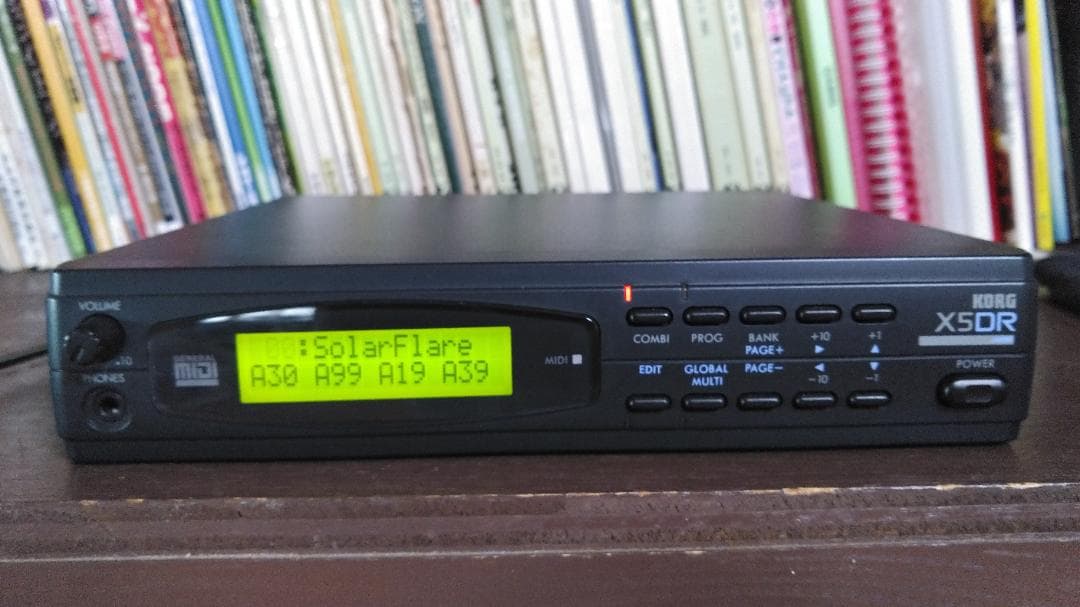 VOLUME
10
PHONES
GENERAL
MIDI
:SolarFlare
A30 A99 A19 A39
MIDI
COMBI PROG BANK +10 +1
PAGE+
EDIT GLOBAL PAGE- -10 -1
MULTI
KORG
X5DR
POWER